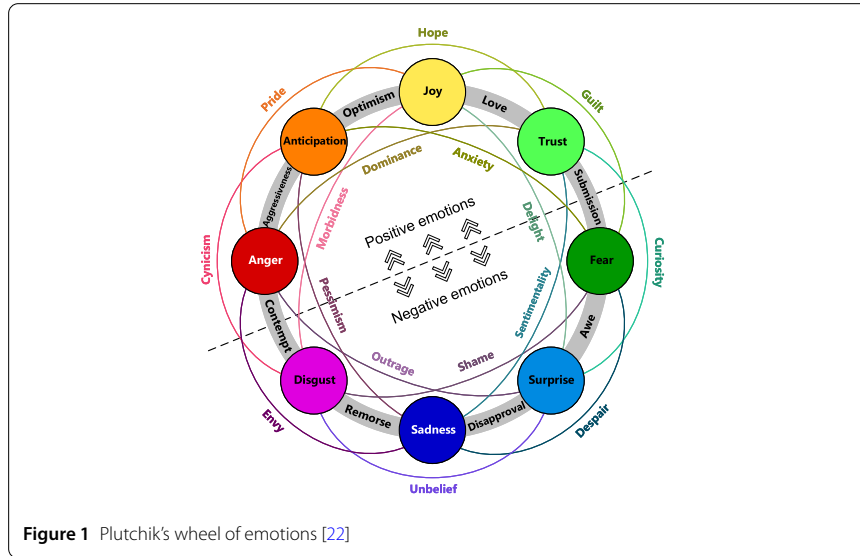 Hope
Pride
Joy
Guilt
Optimism
Love
Anticipation
Trust
Dominance
Anxiety
Aggressiveness
Submission
Morbidness
Delight
Positive emotions
Cynicism
Anger
Fear
Curiosity
Negative emotions
Pessimism
Sentimentality
Contempt
Awe
Outrage
Shame
Disgust
Surprise
Envy
Remorse
Sadness
Disapproval
Despair
Unbelief
Figure 1 Plutchik’s wheel of emotions [22]